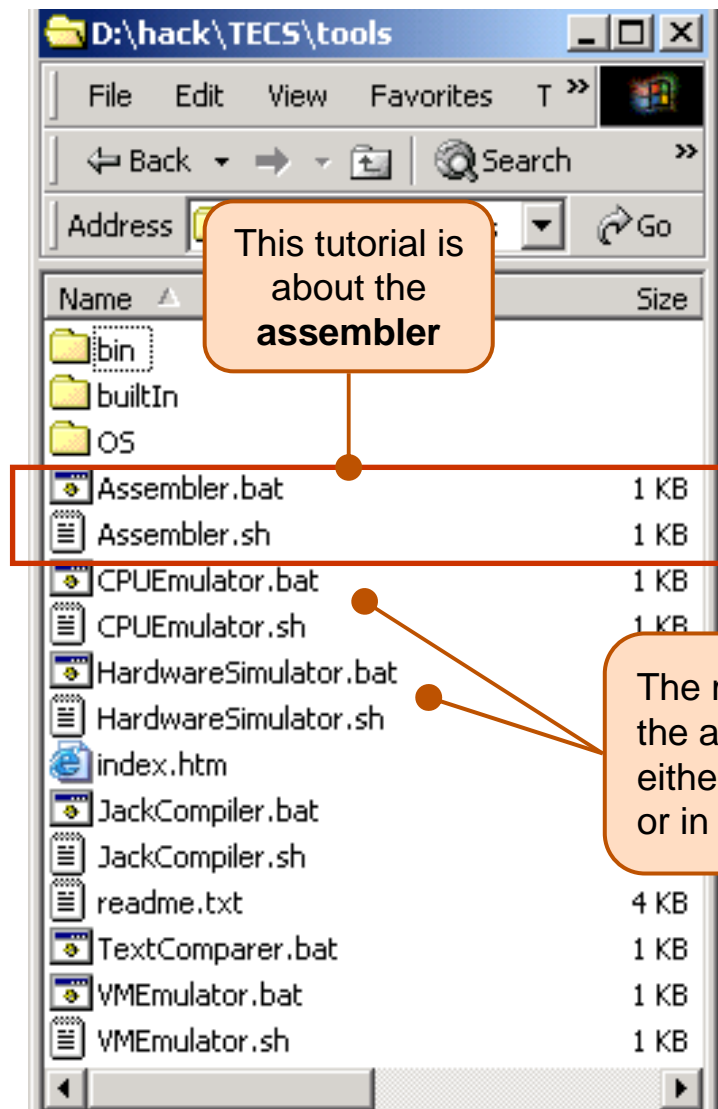 D:\hack\TECS\tools
File Edit View Favorites T »
Back Search »
Address Go
This tutorial is
about the
assembler
Name Size
bin
builtIn
OS
Assembler.bat 1 KB
Assembler.sh 1 KB
CPUEmulator.bat 1 KB
CPUEmulator.sh 1 KB
HardwareSimulator.bat
HardwareSimulator.sh
The
the
or in
index.htm
JackCompiler.bat
JackCompiler.sh
readme.txt 4 KB
TextComparer.bat 1 KB
VMEmulator.bat 1 KB
VMEmulator.sh 1 KB